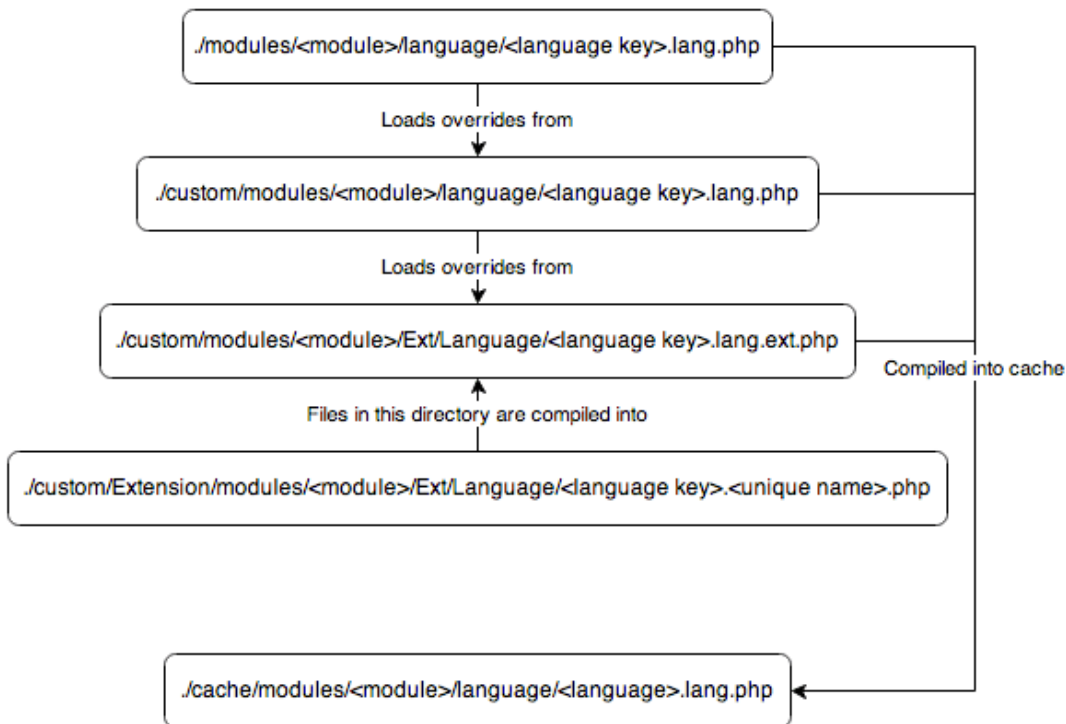 ./modules/<module>/language/<language key>.lang.php
Loads overrides from
./custom/modules/<module>/language/<language key>.lang.php
Loads overrides from
./custom/modules/<module>/Ext/Language/<language key>.lang.ext.php
Compiled into cache
Files in this directory are compiled into
./custom/Extension/modules/<module>/Ext/Language/<language key>.<unique name>.php
./cache/modules/<module>/language/<language>.lang.php